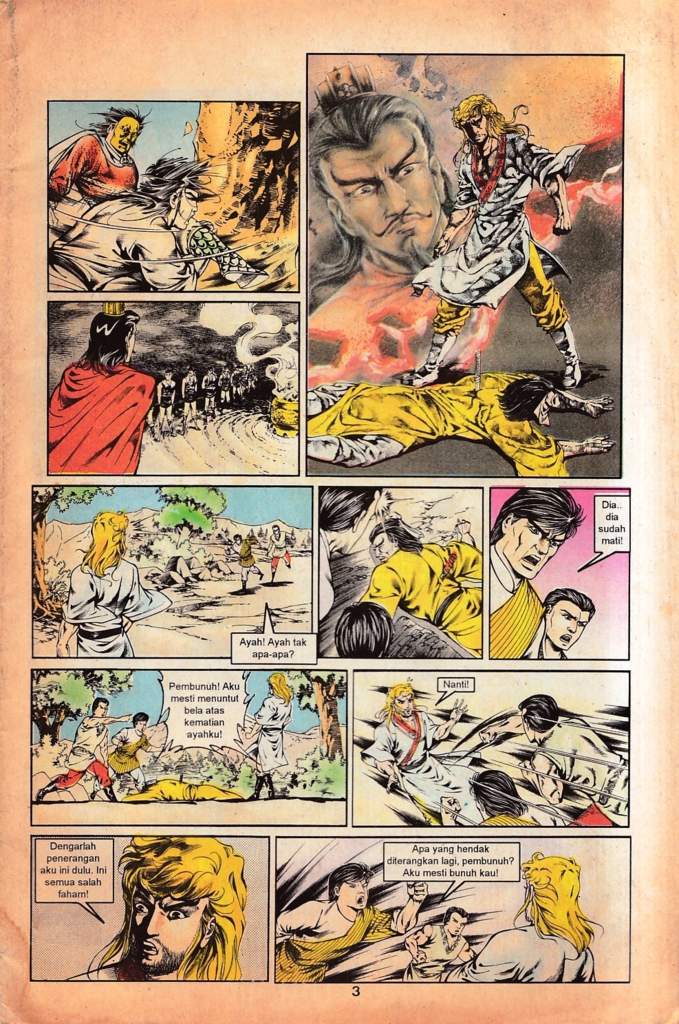 Ayah! Ayah tak
apa-apa?
Dia..
dia
sudah
mati!
Pembunuh! Aku
mesti menuntut
bela atas
kematian
ayahku!
Nanti!
Dengarlah
penerangan
aku ini dulu. Ini
semua salah
faham!
Apa yang hendak
diterangkan lagi, pembunuh?
Aku mesti bunuh kau!
3